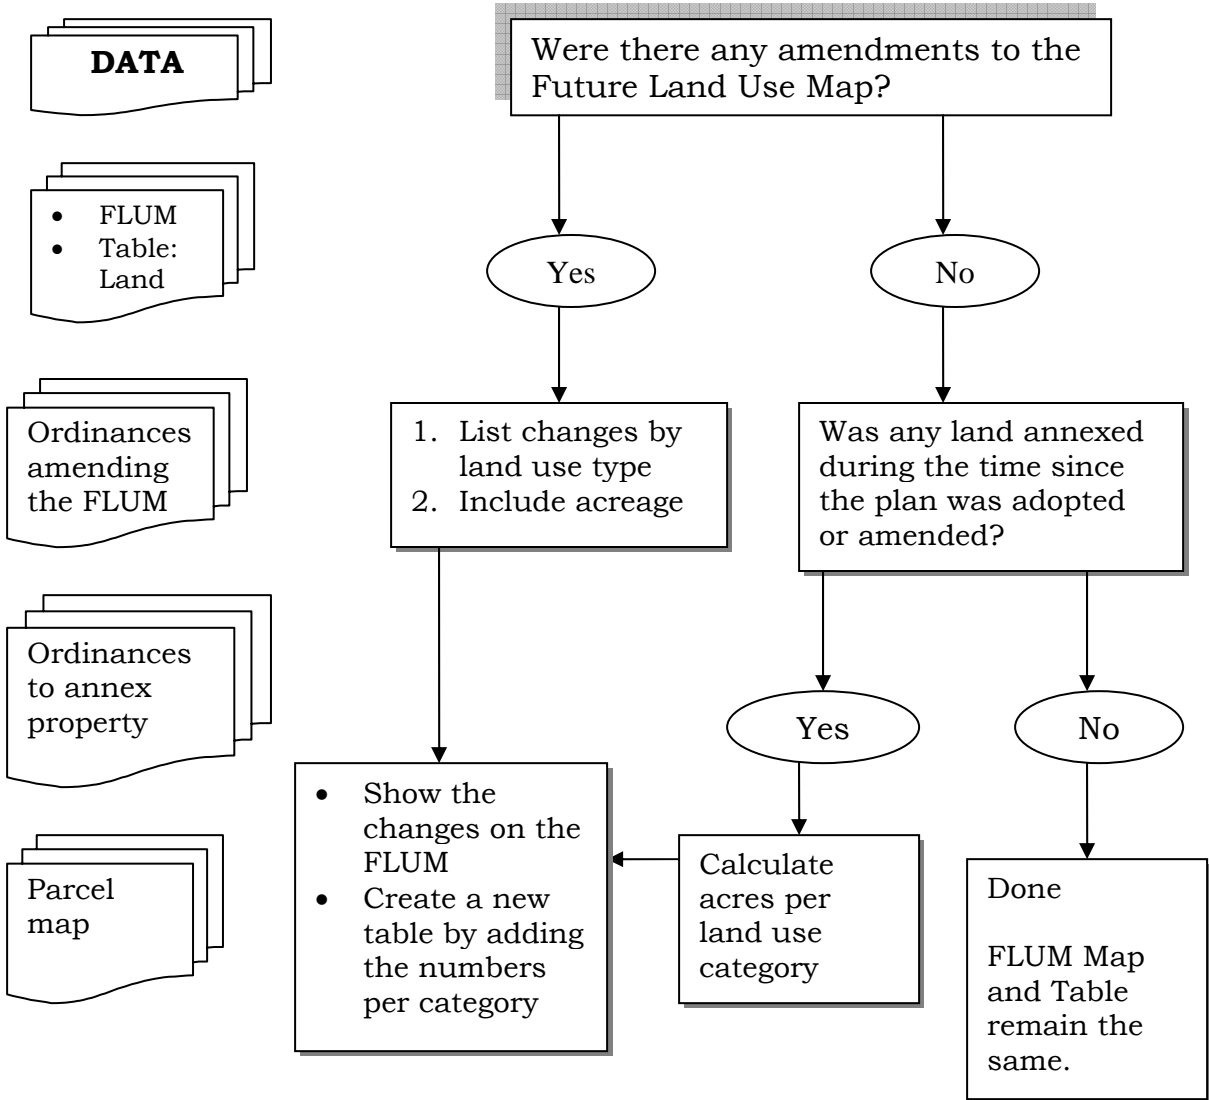 DATA
• FLUM
• Table:
Land
Ordinances
amending
the FLUM
Ordinances
to annex
property
Parcel
map
Were there any amendments to the
Future Land Use Map?
Yes
No
1. List changes by
land use type
2. Include acreage
Was any land annexed
during the time since
the plan was adopted
or amended?
Yes
No
• Show the
changes on the
FLUM
• Create a new
table by adding
the numbers
per category
Calculate
acres per
land use
category
Done
FLUM Map
and Table
remain the
same.